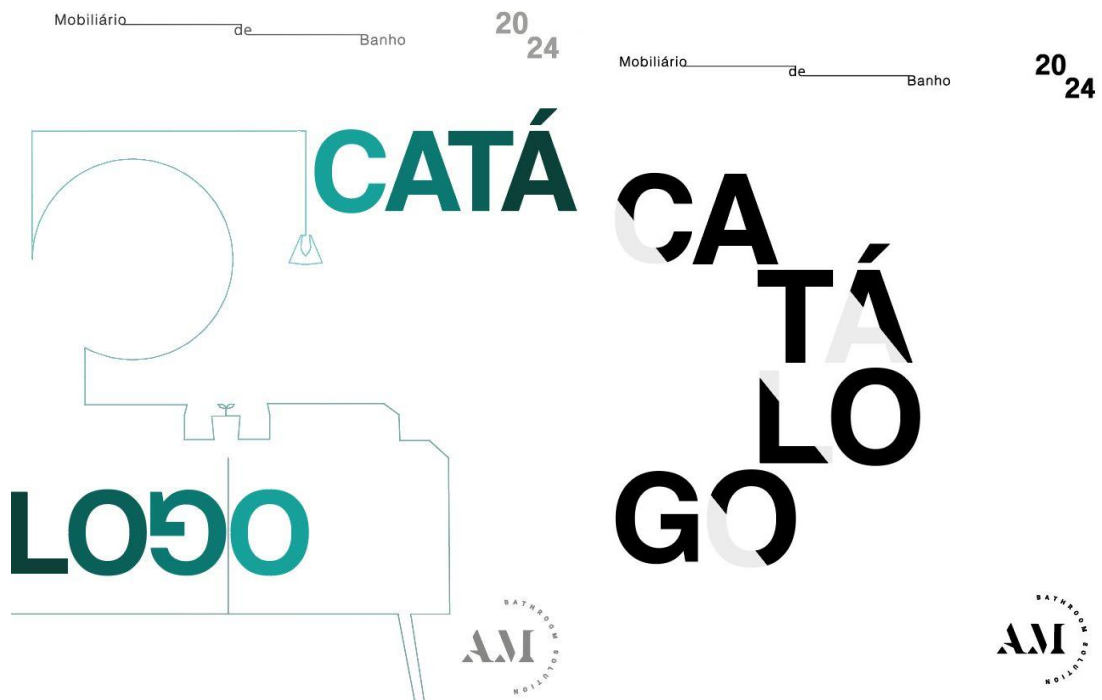 Mobiliário de Banho
20
24
CATÁ
LOGO
AM
BATHROOM SOLUTION
Mobiliário de Banho
20
24
CA
TÁ
LO
GO
AM
BATHROOM SOLUTION